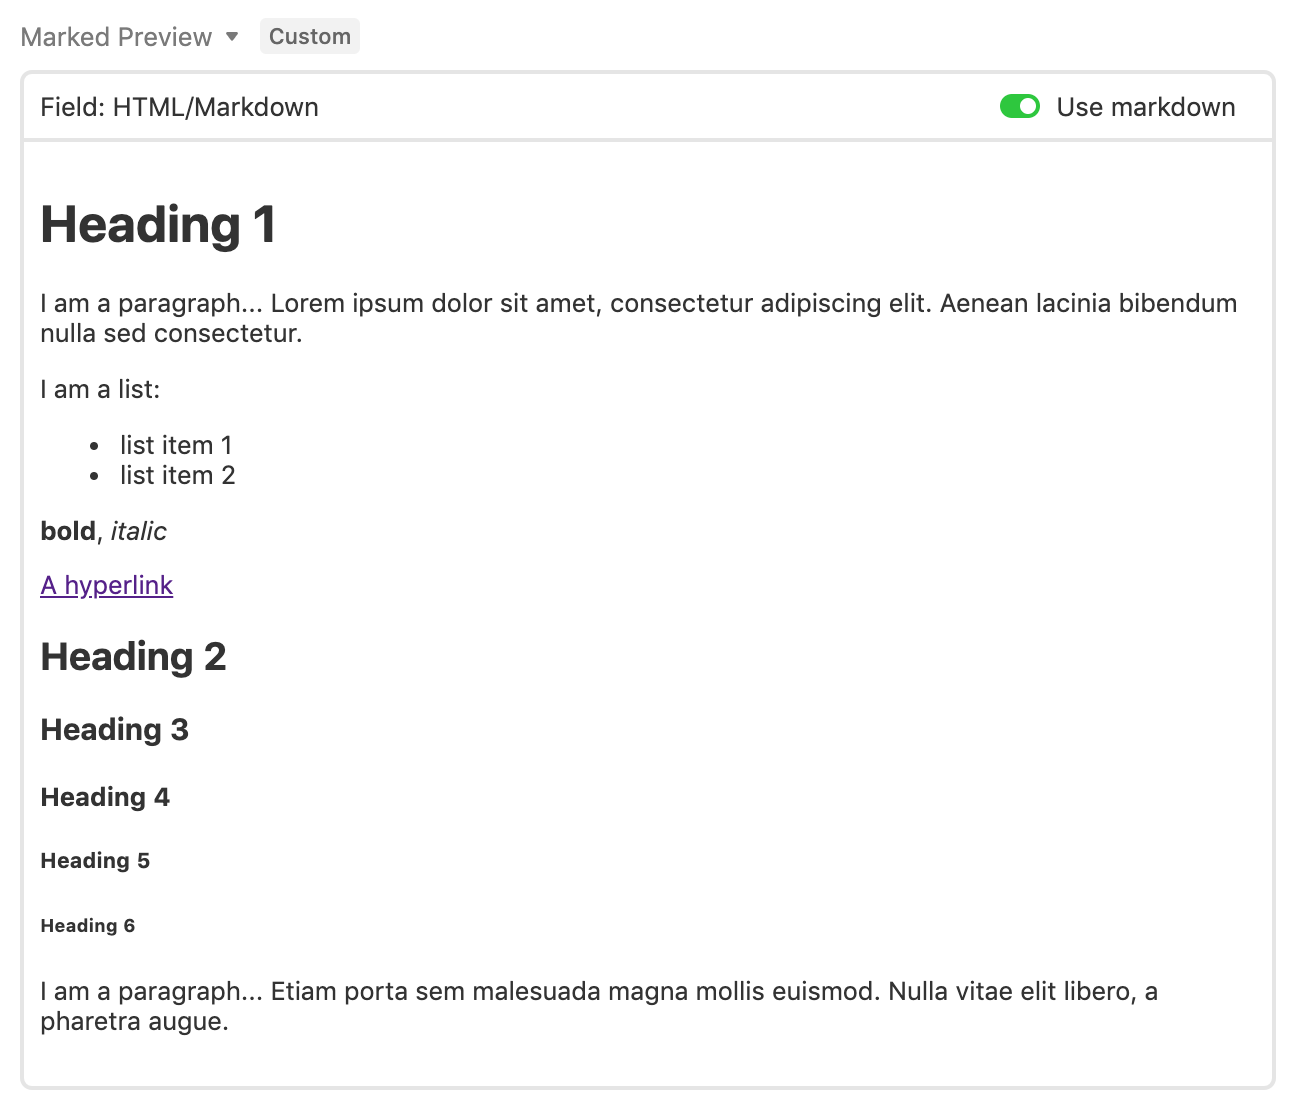 Marked Preview Custom
Field: HTML/Markdown Use markdown
Heading 1
I am a paragraph... Lorem ipsum dolor sit amet, consectetur adipiscing elit. Aenean lacinia bibendum
nulla sed consectetur.
I am a list:
• list item 1
• list item 2
bold, italic
A hyperlink
Heading 2
Heading 3
Heading 4
Heading 5
Heading 6
I am a paragraph... Etiam porta sem malesuada magna mollis euismod. Nulla vitae elit libero, a
pharetra augue.